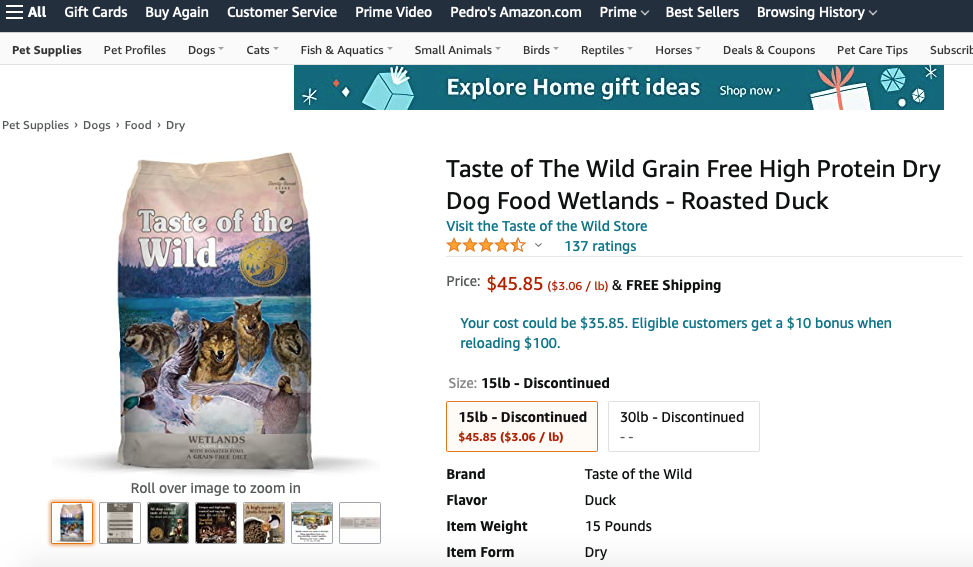 All Gift Cards Buy Again Customer Service Prime Video Pedro's Amazon.com Prime Best Sellers Browsing History
Pet Supplies Pet Profiles Dogs Cats Fish & Aquatics Small Animals Birds Reptiles Horses Deals & Coupons Pet Care Tips Subscrib
Explore Home gift ideas Shop now
Pet Supplies › Dogs › Food › Dry
Taste of the
Wild
WETLANDS
WITH ROASTED FOWL
A GRAIN-FREE DIET
Roll over image to zoom in
Taste of The Wild Grain Free High Protein Dry
Dog Food Wetlands - Roasted Duck
Visit the Taste of the Wild Store
137 ratings
Price: $45.85 ($3.06 / lb) & FREE Shipping
Your cost could be $35.85. Eligible customers get a $10 bonus when
reloading $100.
Size: 15lb - Discontinued
15lb - Discontinued
$45.85 ($3.06 / lb)
30lb - Discontinued
- -
Brand Taste of the Wild
Flavor Duck
Item Weight 15 Pounds
Item Form Dry